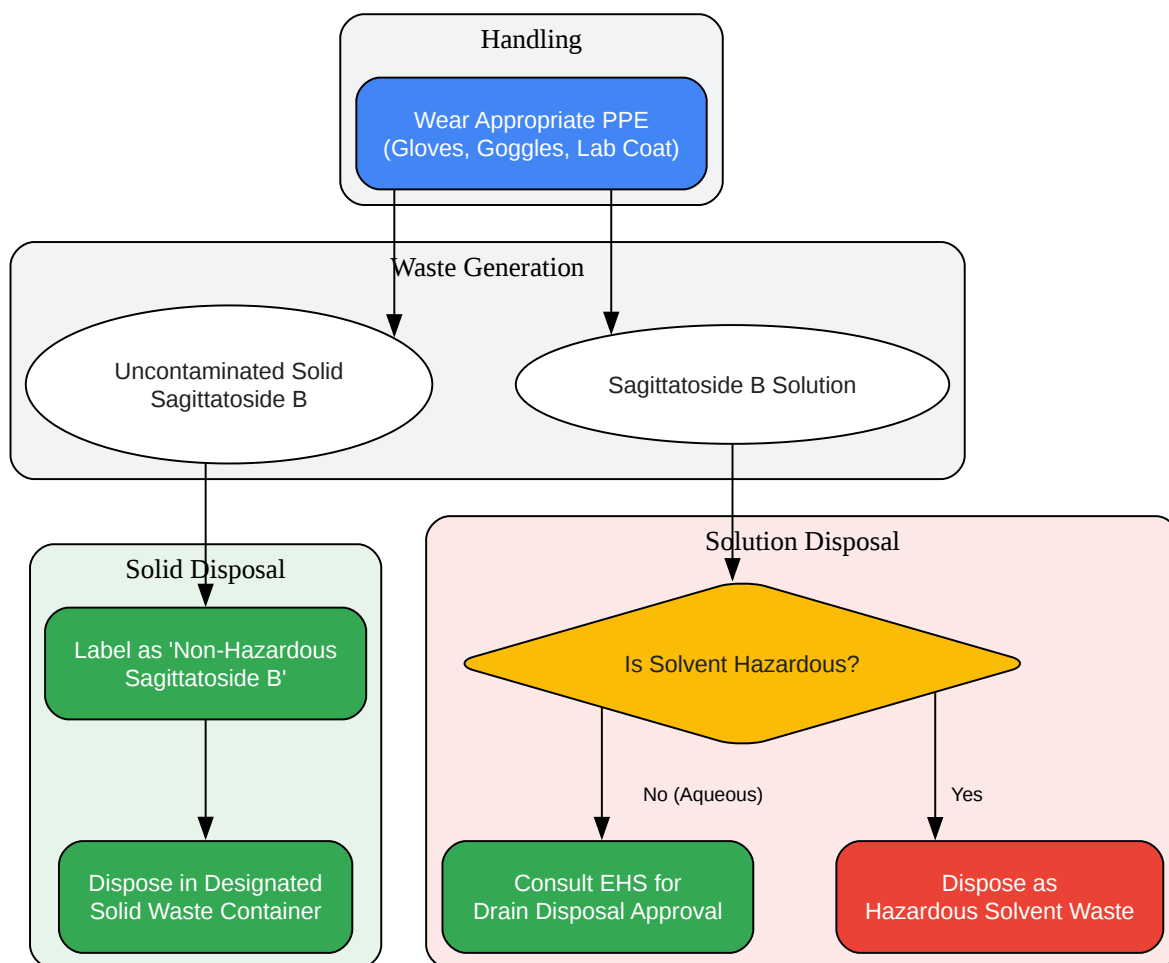 Handling
Wear Appropriate PPE
(Gloves, Goggles, Lab Coat)
Waste Generation
Uncontaminated Solid
Sagittatoside B
Sagittatoside B Solution
Solid Disposal
Label as 'Non-Hazardous
Sagittatoside B'
Dispose in Designated
Solid Waste Container
Solution Disposal
Is Solvent Hazardous?
No (Aqueous)
Yes
Consult EHS for
Drain Disposal Approval
Dispose as
Hazardous Solvent Waste